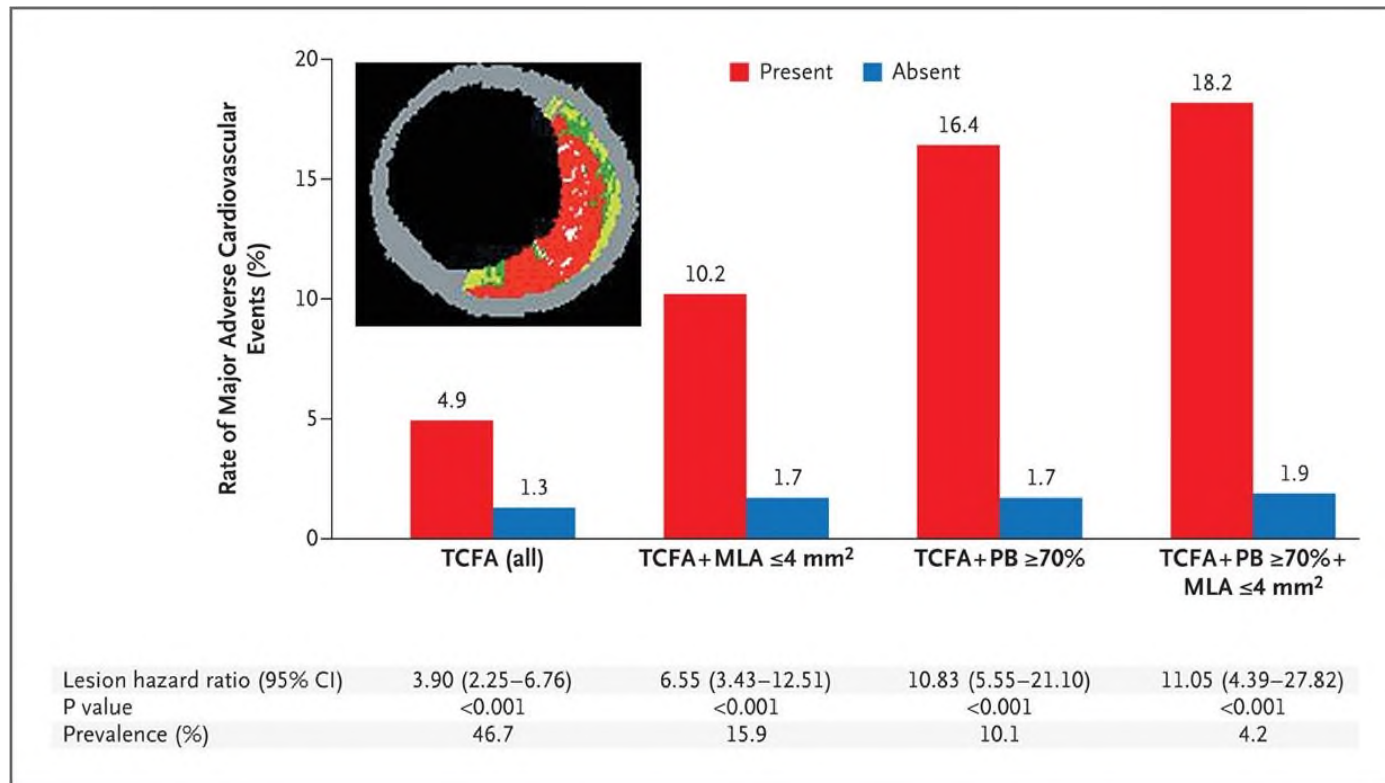 20
Present Absent
18.2
16.4
15
10.2
10
5
4.9
1.3
1.7
1.7
1.9
0
Rate of Major Adverse Cardiovascular
Events (%)
TCFA (all) TCFA+MLA ≤4 mm² TCFA+PB ≥70% TCFA+PB ≥70%+
MLA ≤4 mm²
Lesion hazard ratio (95% CI) 3.90 (2.25–6.76) 6.55 (3.43–12.51) 10.83 (5.55–21.10) 11.05 (4.39–27.82)
P value <0.001 <0.001 <0.001 <0.001
Prevalence (%) 46.7 15.9 10.1 4.2